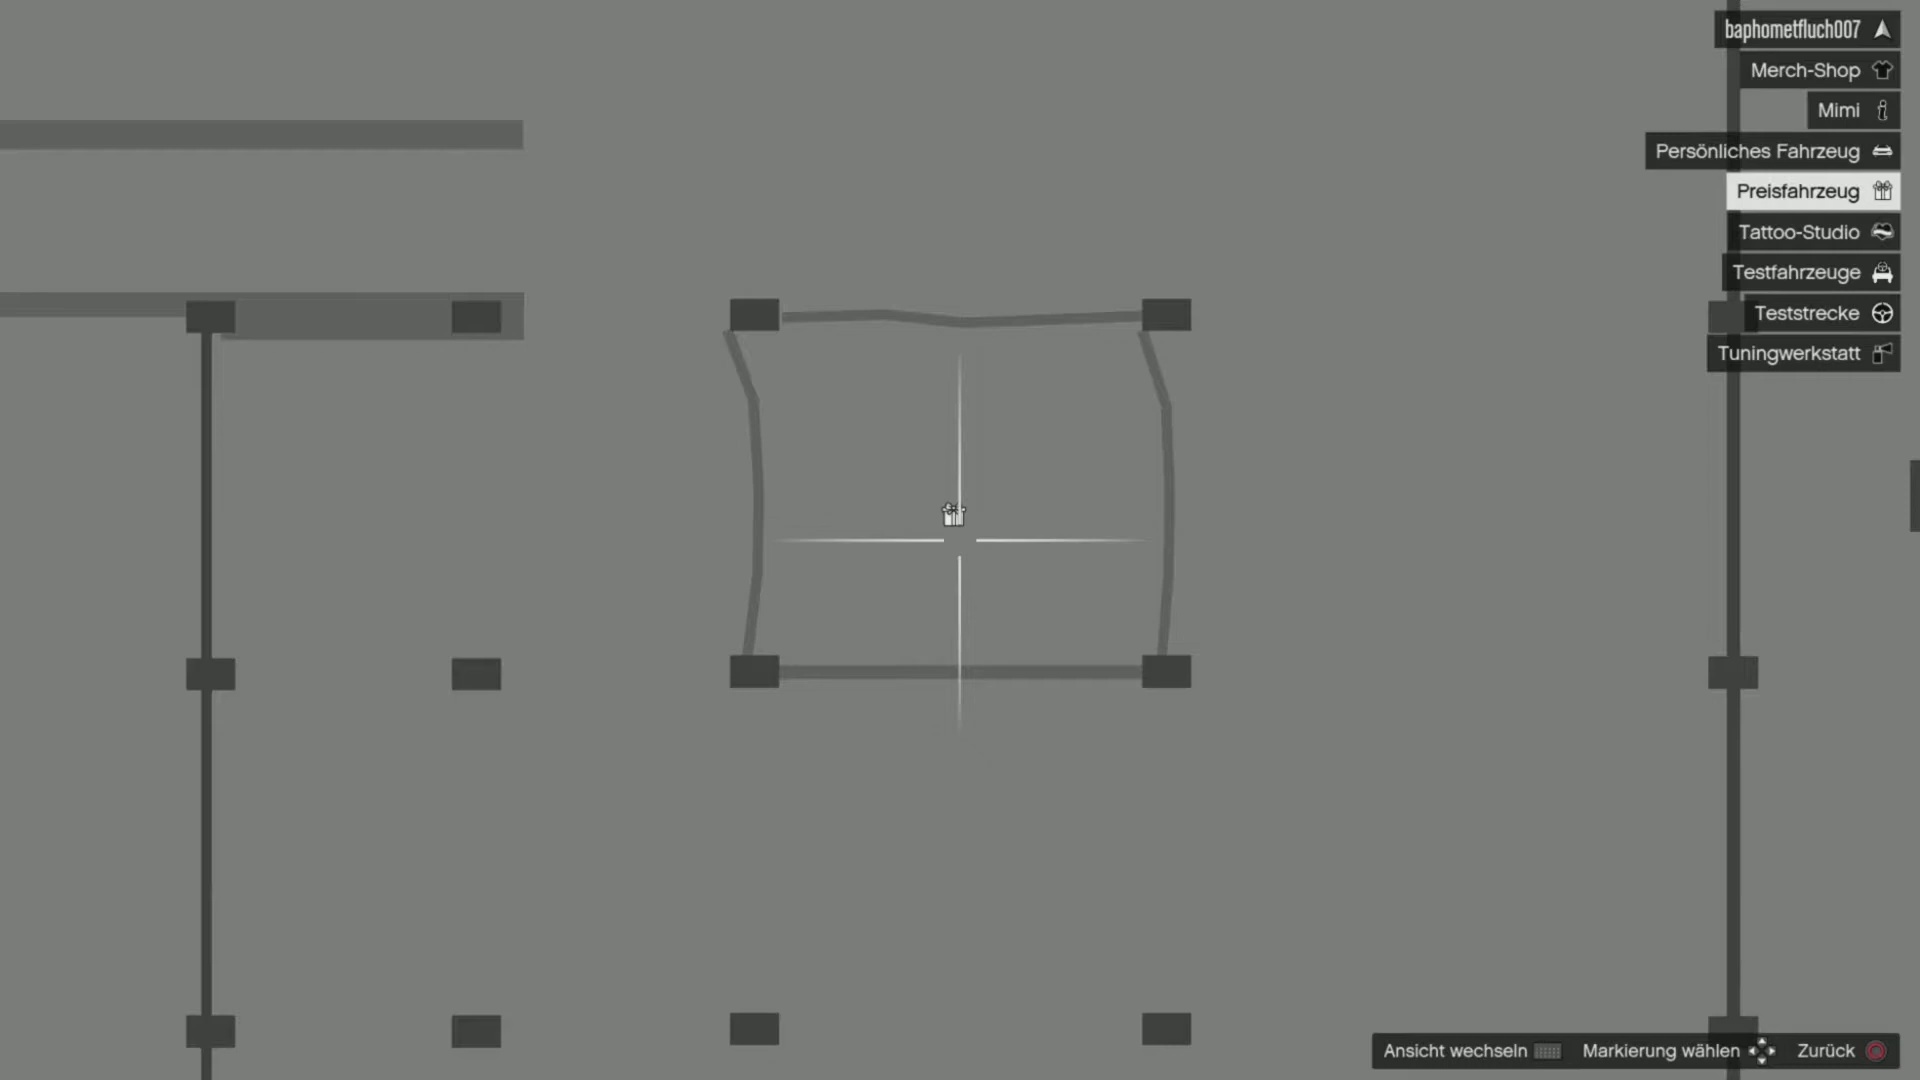 baphometfluch007
Merch-Shop
Mimi
Persönliches Fahrzeug
Preisfahrzeug
Tattoo-Studio
Testfahrzeuge
Teststrecke
Tuningwerkstatt
Ansicht wechseln Markierung wählen Zurück